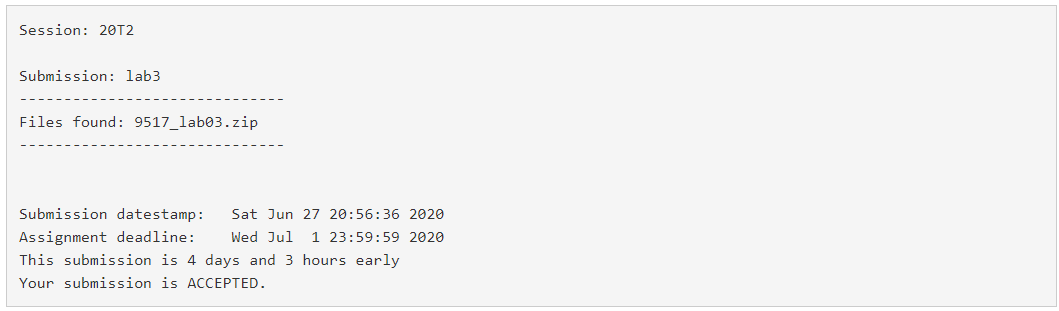 Session: 20T2
Submission: lab3
------------------------------
Files found: 9517_lab03.zip
------------------------------
Submission datestamp:   Sat Jun 27 20:56:36 2020
Assignment deadline:    Wed Jul  1 23:59:59 2020
This submission is 4 days and 3 hours early
Your submission is ACCEPTED.